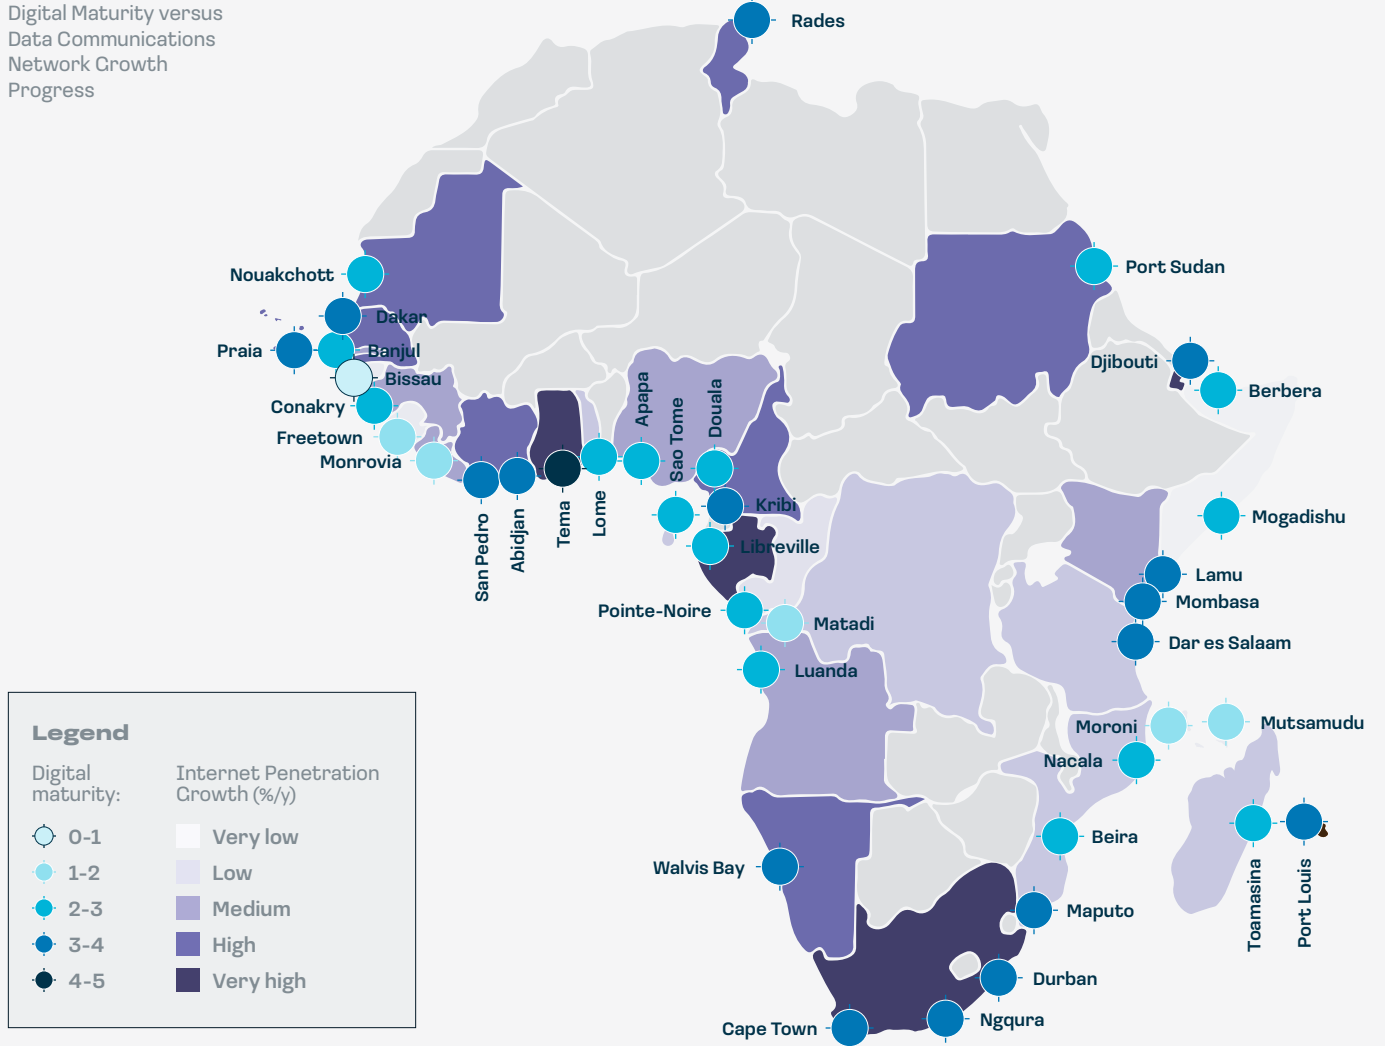 Digital Maturity versus
Data Communications
Network Growth
Progress
Rades
Nouakchott
Port Sudan
Dakar
Praia
Banjul
Djibouti
Bissau
Berbera
Conakry
Freetown
Monrovia
Apapa
Sao Tome
Douala
San Pedro
Abidjan
Tema
Lome
Kribi
Mogadishu
Libreville
Lamu
Mombasa
Pointe-Noire
Matadi
Dar es Salaam
Luanda
Moroni
Mutsamudu
Nacala
Beira
Toamasina
Port Louis
Walvis Bay
Maputo
Durban
Ngqura
Cape Town
Legend
Digital
maturity:
Internet Penetration
Growth (%/y)
0-1
Very low
1-2
Low
2-3
Medium
3-4
High
4-5
Very high